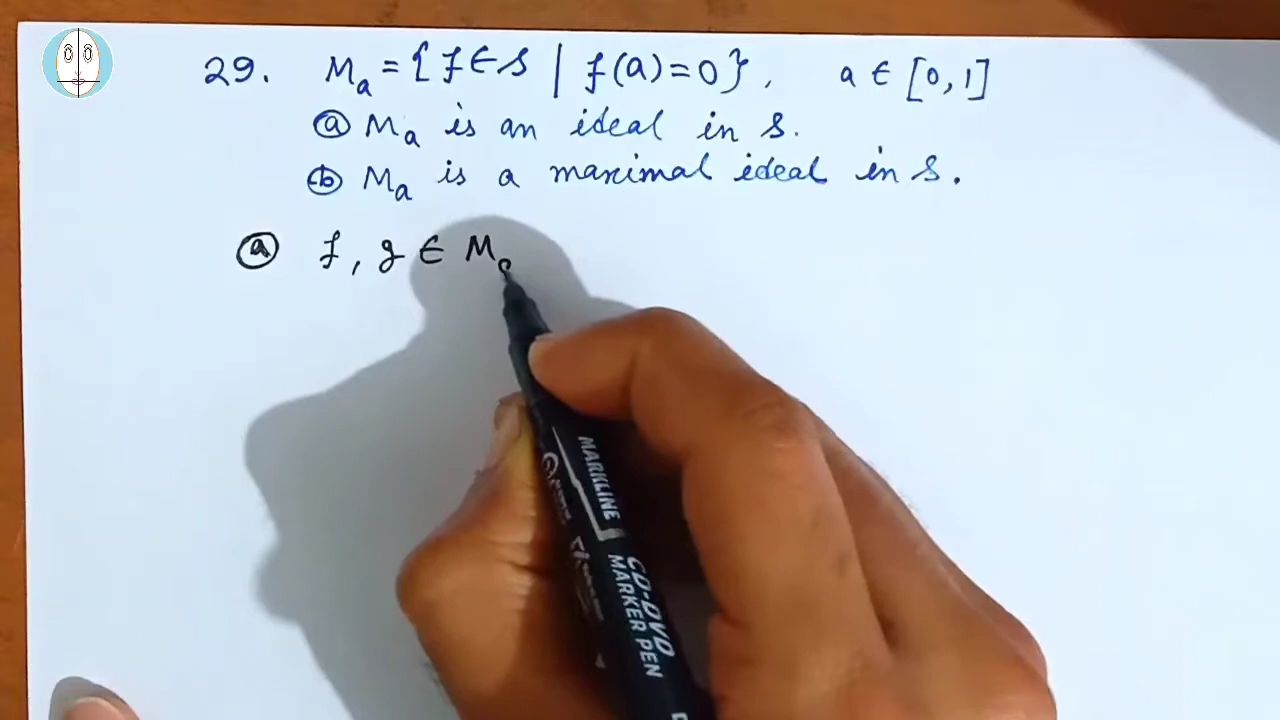 29. Mₐ = { f ∈ S | f(a) = 0 }, a ∈ [0, 1]
ⓐ Mₐ is an ideal in S.
ⓑ Mₐ is a maximal ideal in S.
ⓐ f, g ∈ Mₐ
MARKLINE
CD-DVD
MARKER PEN